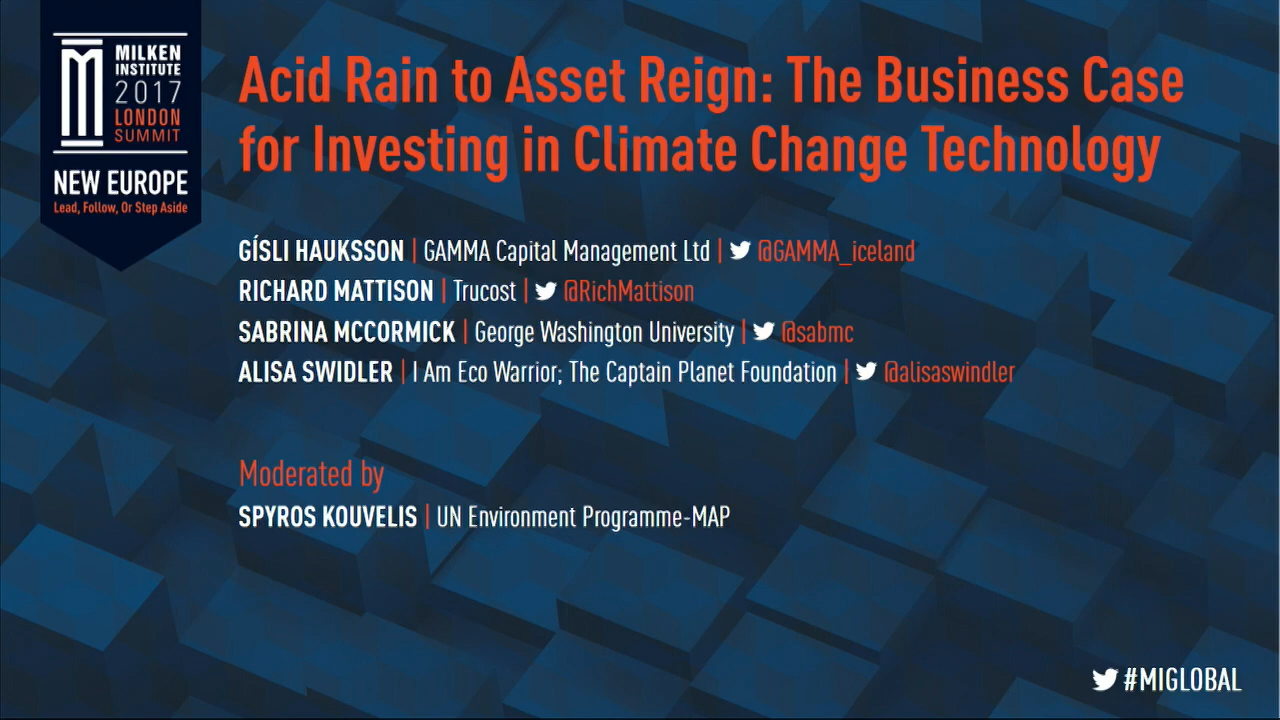 MILKEN
INSTITUTE
2017
LONDON
SUMMIT
NEW EUROPE
Lead, Follow, Or Step Aside
Acid Rain to Asset Reign: The Business Case
for Investing in Climate Change Technology
GÍSLI HAUKSSON | GAMMA Capital Management Ltd | @GAMMA_iceland
RICHARD MATTISON | Trucost | @RichMattison
SABRINA MCCORMICK | George Washington University | @sabmc
ALISA SWIDLER | I Am Eco Warrior; The Captain Planet Foundation | @alisaswindler
Moderated by
SPYROS KOUVELIS | UN Environment Programme-MAP
#MIGLOBAL